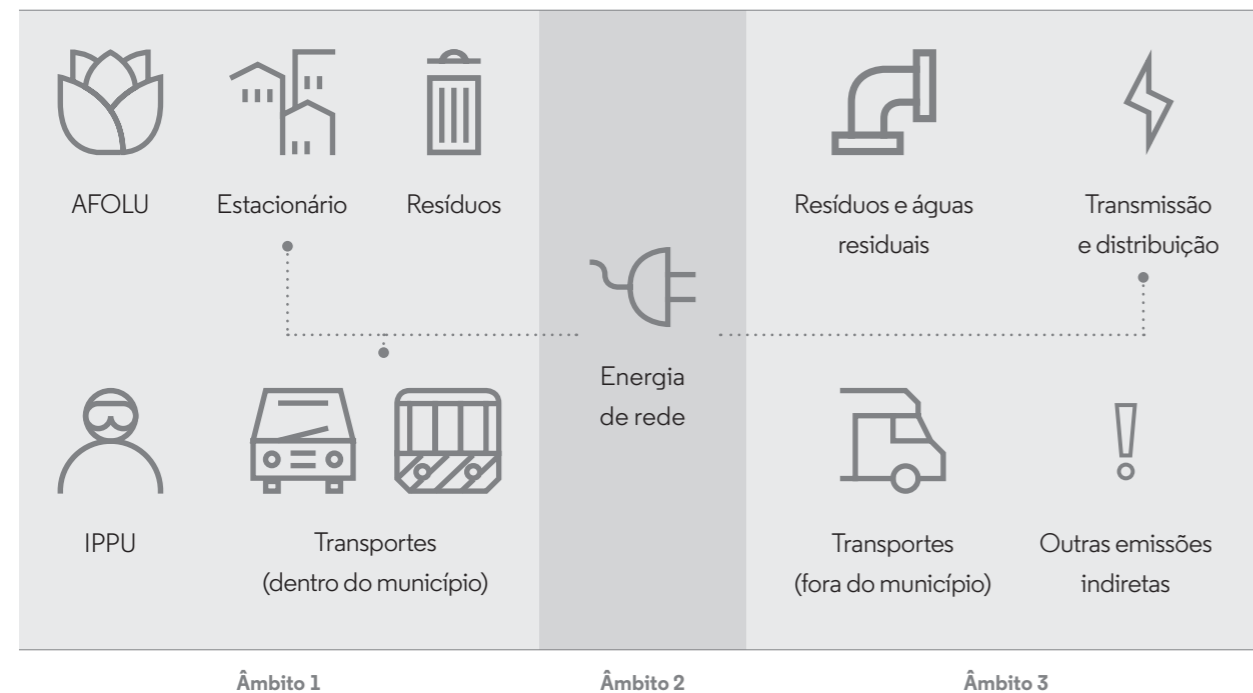 AFOLU
Estacionário
Resíduos
Resíduos e águas
residuais
Transmissão
e distribuição
Energia
de rede
IPPU
Transportes
(dentro do município)
Transportes
(fora do município)
Outras emissões
indiretas
Âmbito 1
Âmbito 2
Âmbito 3